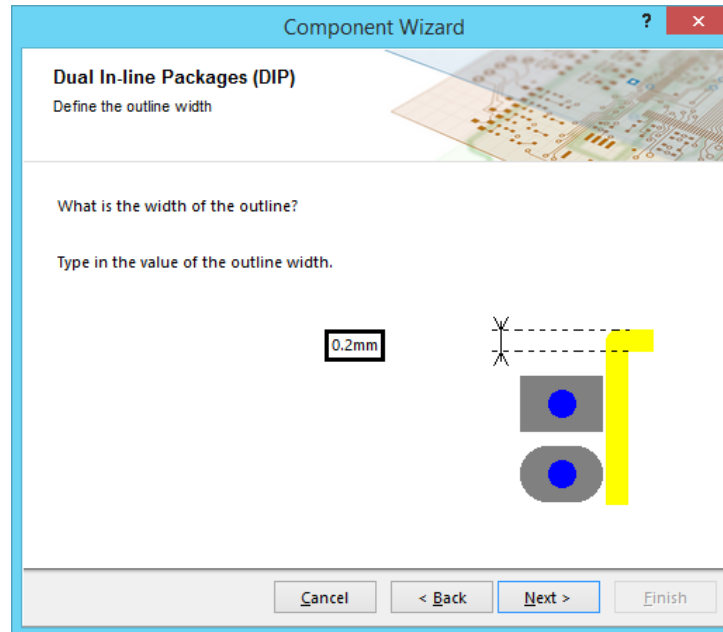 Component Wizard
?
x
Dual In-line Packages (DIP)
Define the outline width
What is the width of the outline?
Type in the value of the outline width.
0.2mm
Cancel
< Back
Next >
Finish